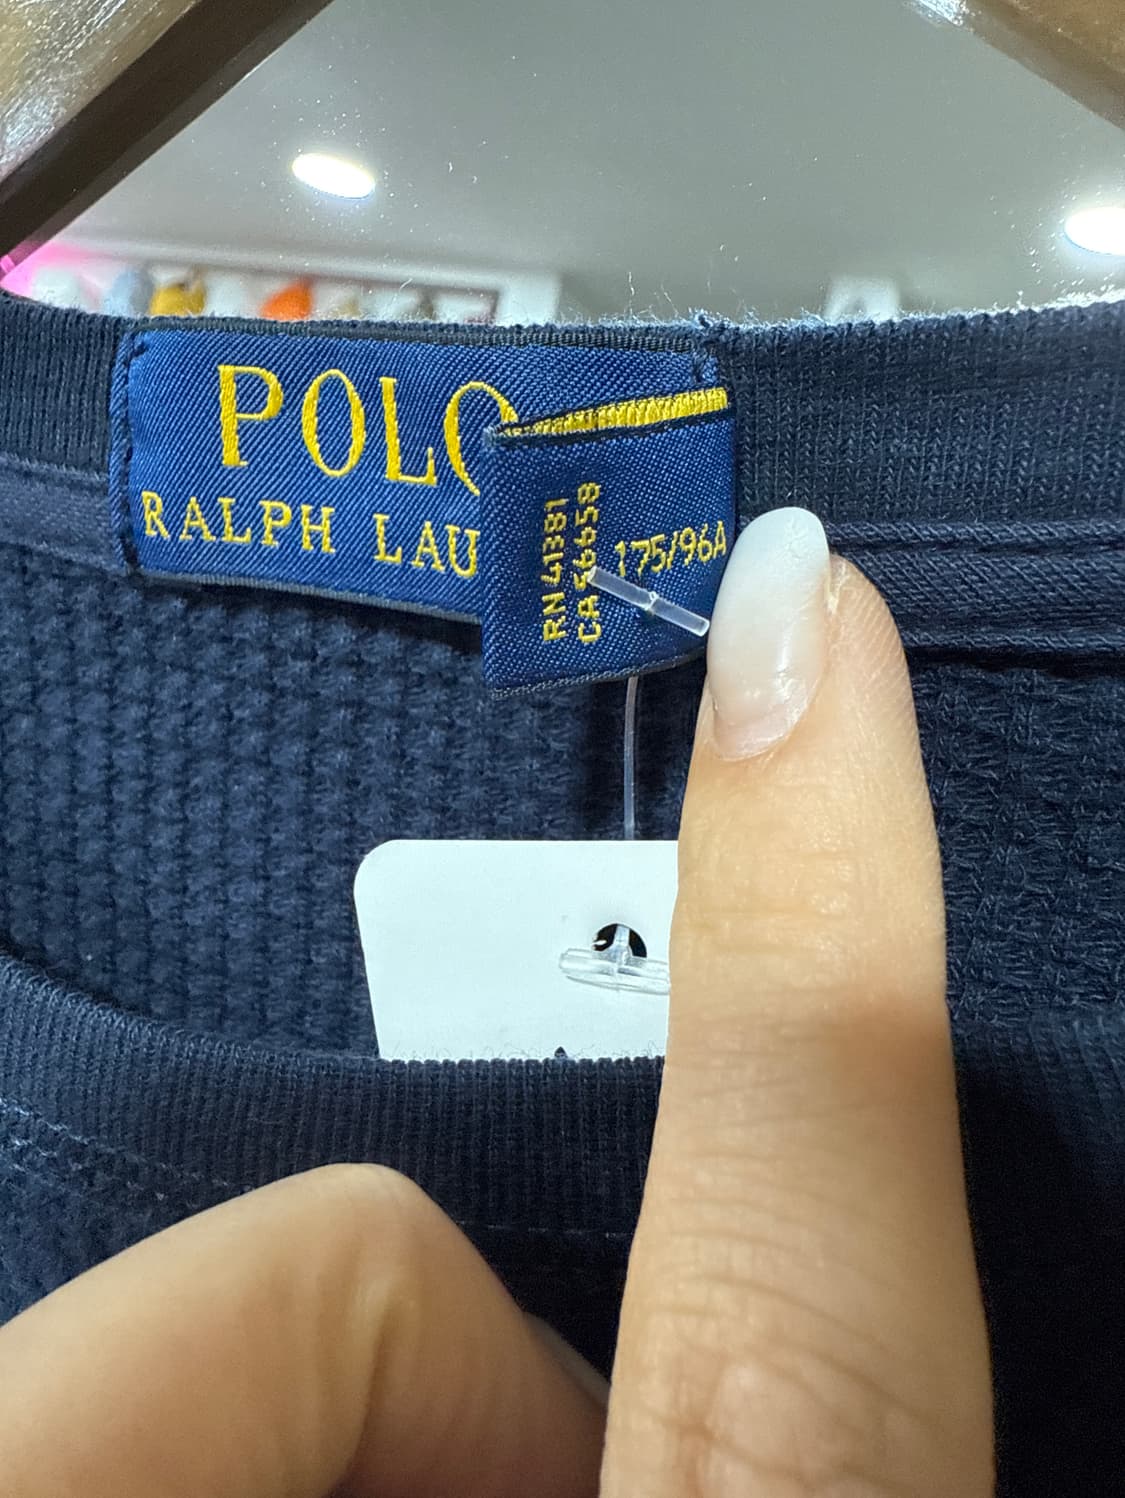 POLO
RALPH LAU
RN 41381
CA 56658
175/96A